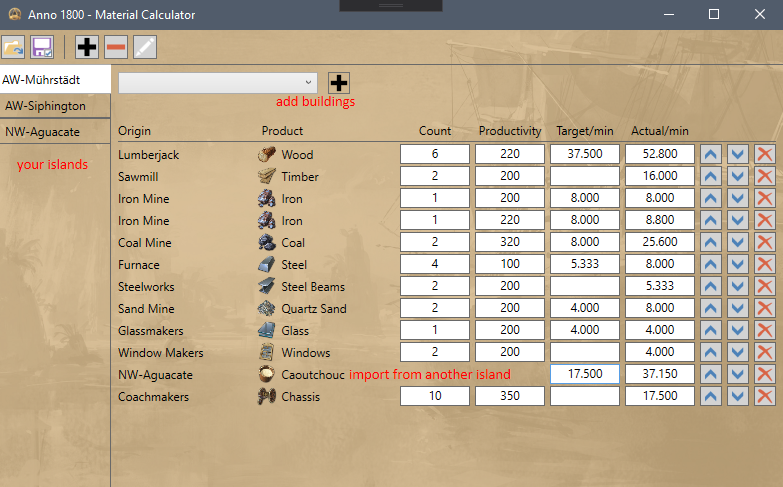 Anno 1800 - Material Calculator
AW-Mührstädt
AW-Siphington
NW-Aguacate
your islands
add buildings
Origin Product Count Productivity Target/min Actual/min
Lumberjack Wood 6 220 37.500 52.800
Sawmill Timber 2 200 16.000
Iron Mine Iron 1 200 8.000 8.000
Iron Mine Iron 1 220 8.000 8.800
Coal Mine Coal 2 320 8.000 25.600
Furnace Steel 4 100 5.333 8.000
Steelworks Steel Beams 2 200 5.333
Sand Mine Quartz Sand 2 200 4.000 8.000
Glassmakers Glass 1 200 4.000 4.000
Window Makers Windows 2 200 4.000
NW-Aguacate Caoutchouc import from another island 17.500 37.150
Coachmakers Chassis 10 350 17.500